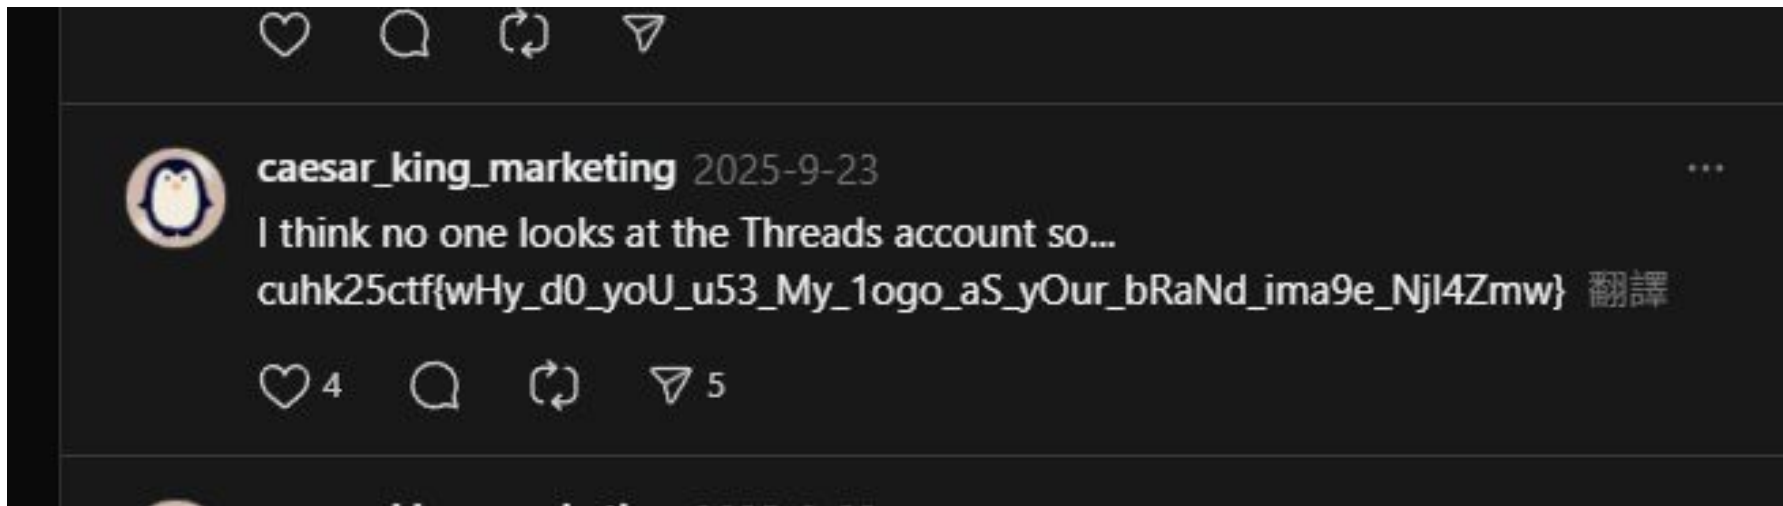 caesar_king_marketing 2025-9-23
I think no one looks at the Threads account so...
cuhk25ctf{wHy_d0_yoU_u53_My_1ogo_aS_yOur_bRaNd_ima9e_NjI4Zmw} 翻譯
4 5